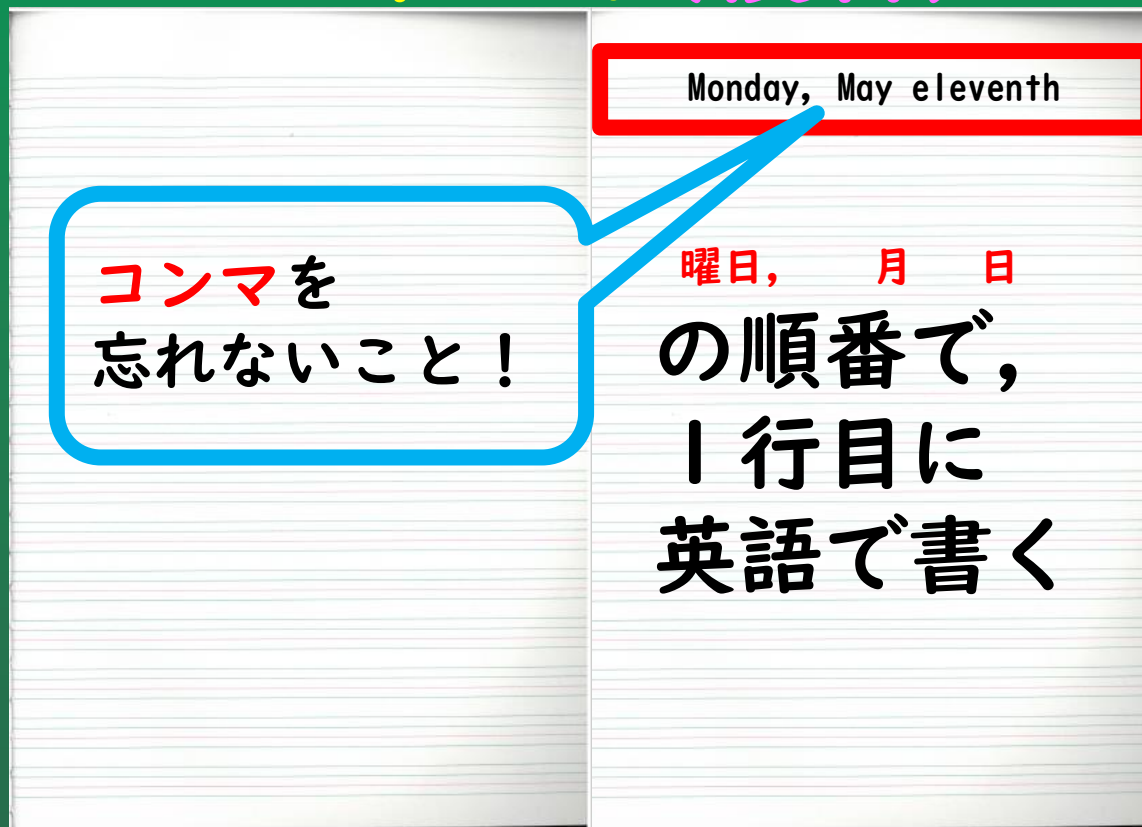 Monday, May eleventh
コンマを
忘れないこと！
曜日， 月 日
の順番で，
１行目に
英語で書く